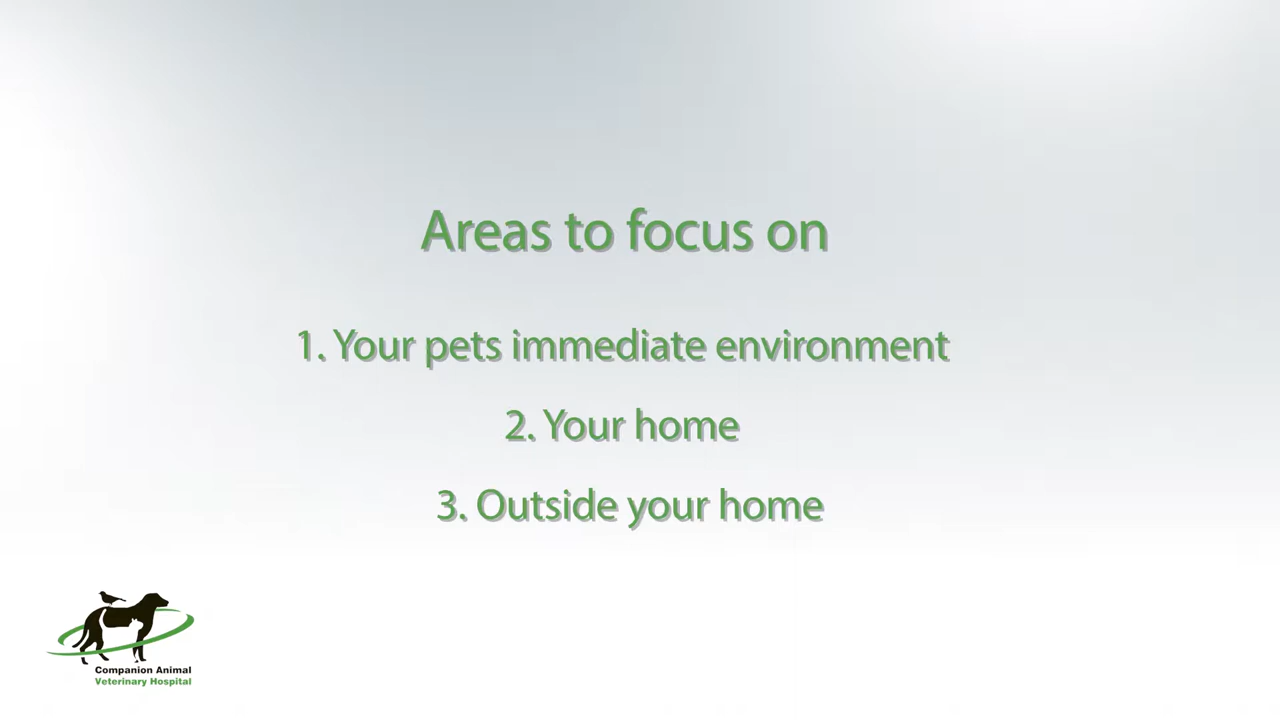 Areas to focus on
1. Your pets immediate environment
2. Your home
3. Outside your home
Companion Animal
Veterinary Hospital